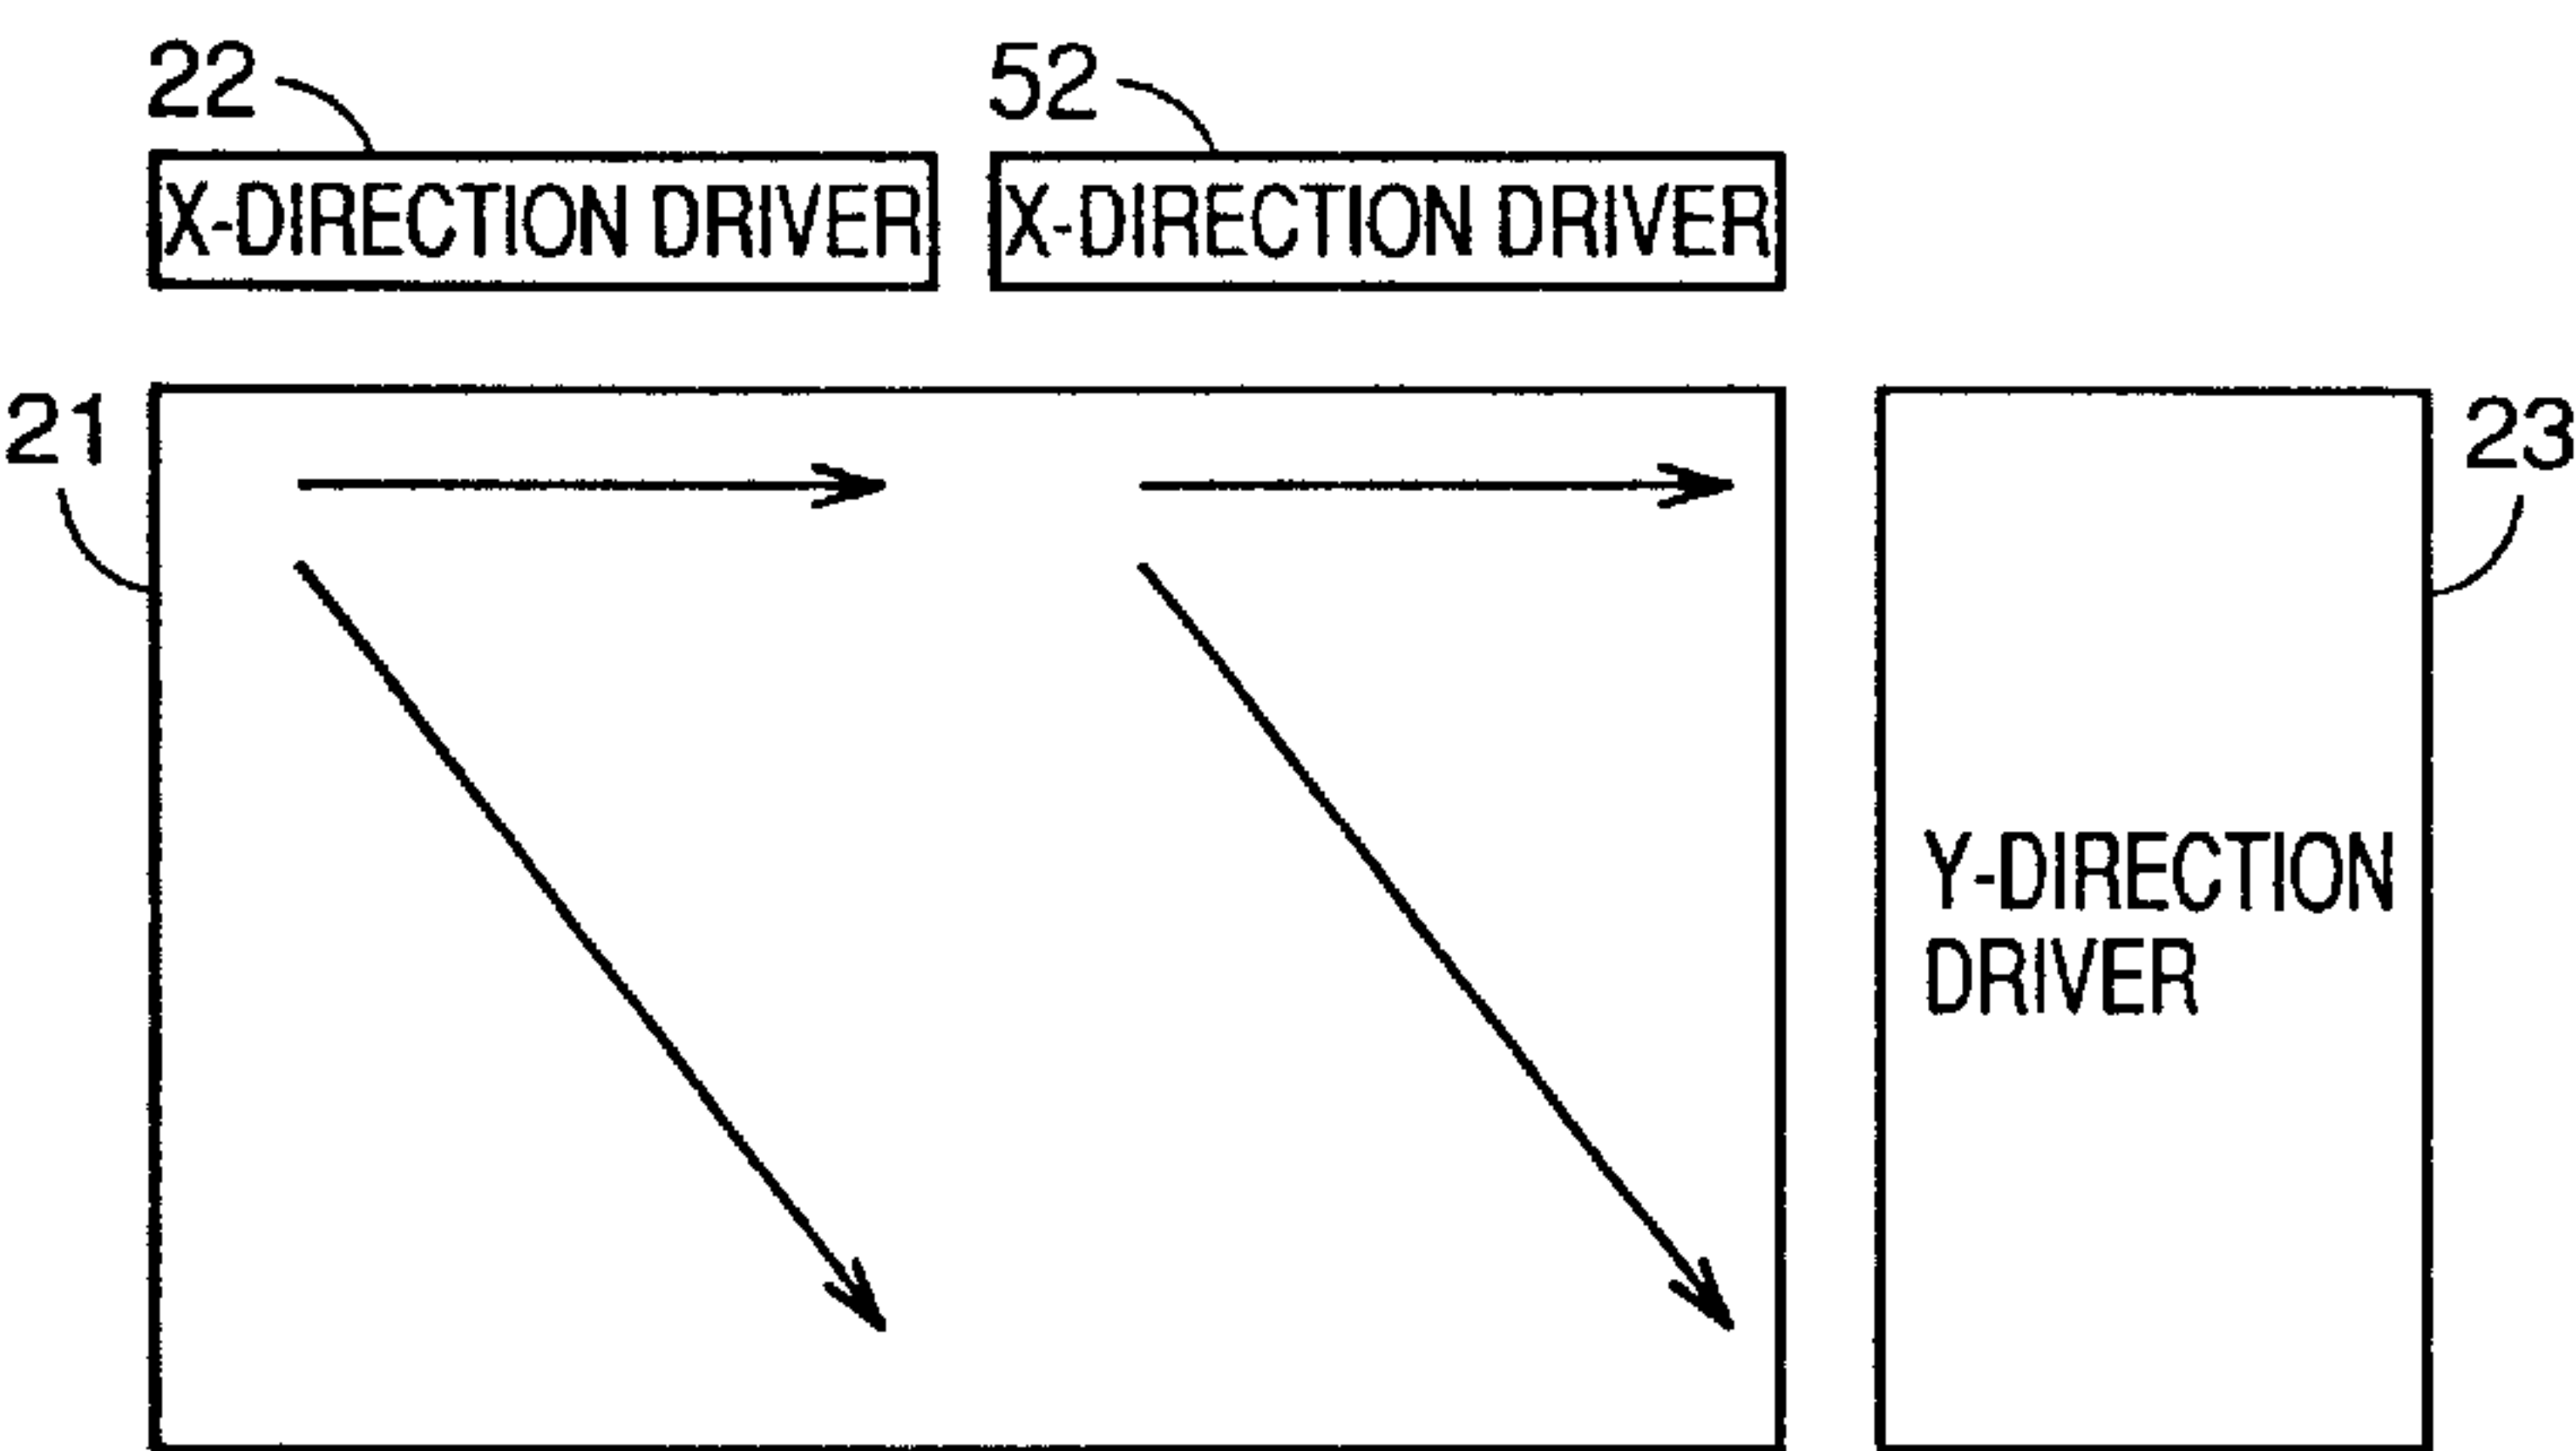 22
52
X-DIRECTION DRIVER
X-DIRECTION DRIVER
21
23
Y-DIRECTION
DRIVER